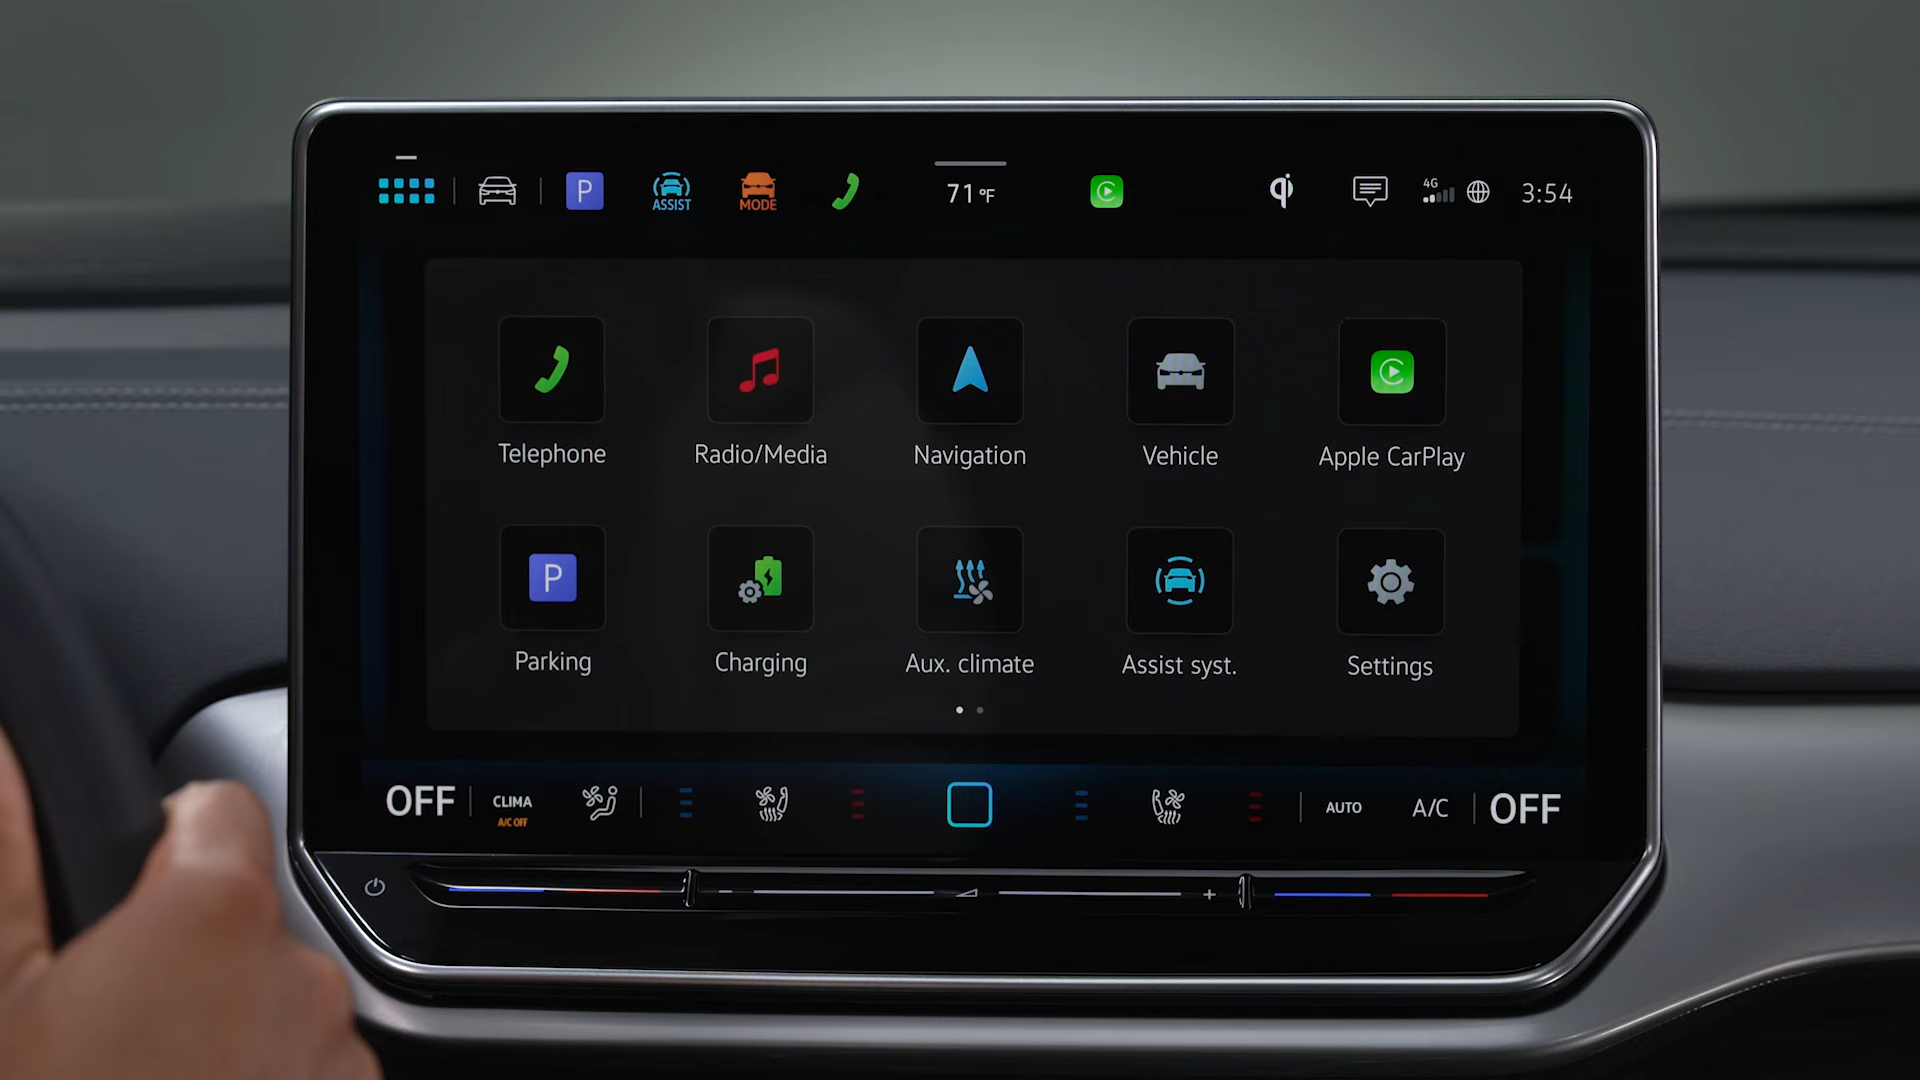 P
ASSIST
MODE
71°F
qi
4G
3:54
Telephone
Radio/Media
Navigation
Vehicle
Apple CarPlay
P
Parking
Charging
Aux. climate
Assist syst.
Settings
OFF
CLIMA
A/C OFF
AUTO
A/C
OFF